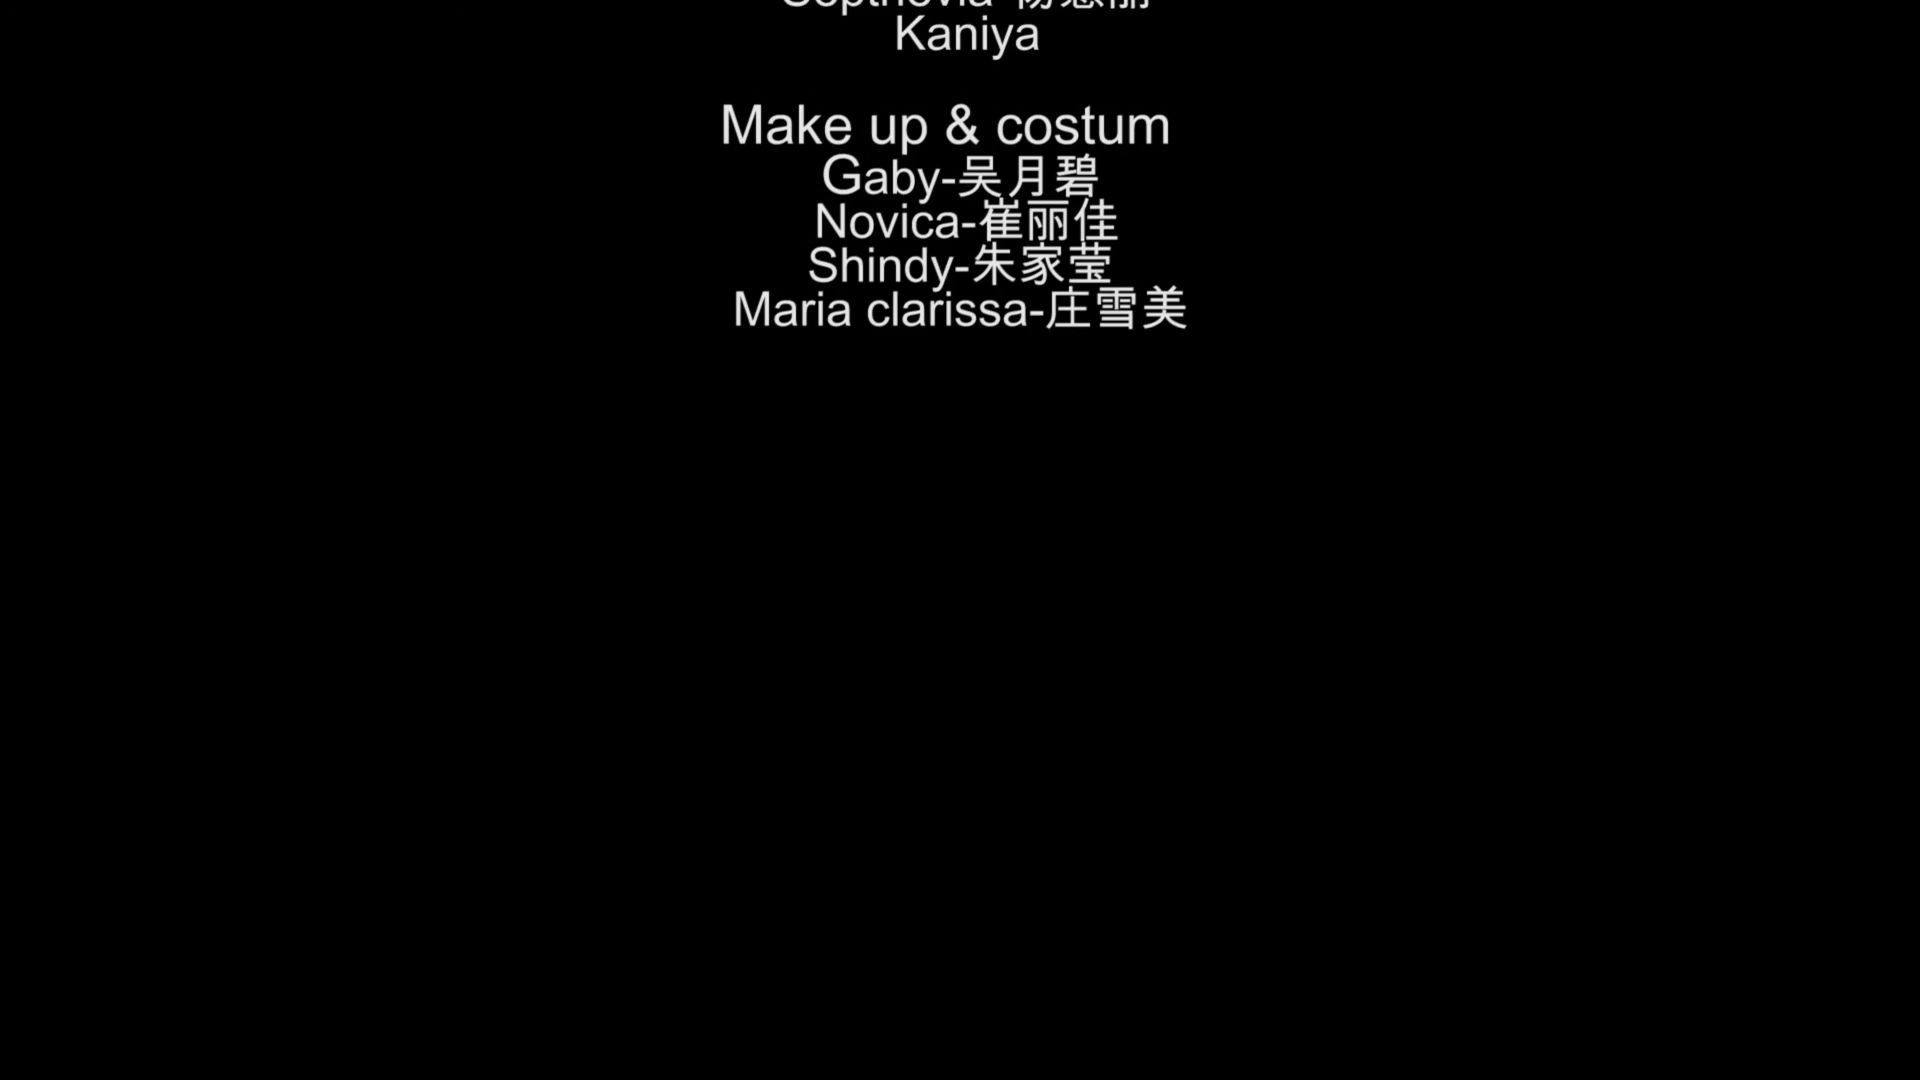 Kaniya
Make up & costum
Gaby-吴月碧
Novica-崔丽佳
Shindy-朱家莹
Maria clarissa-庄雪美